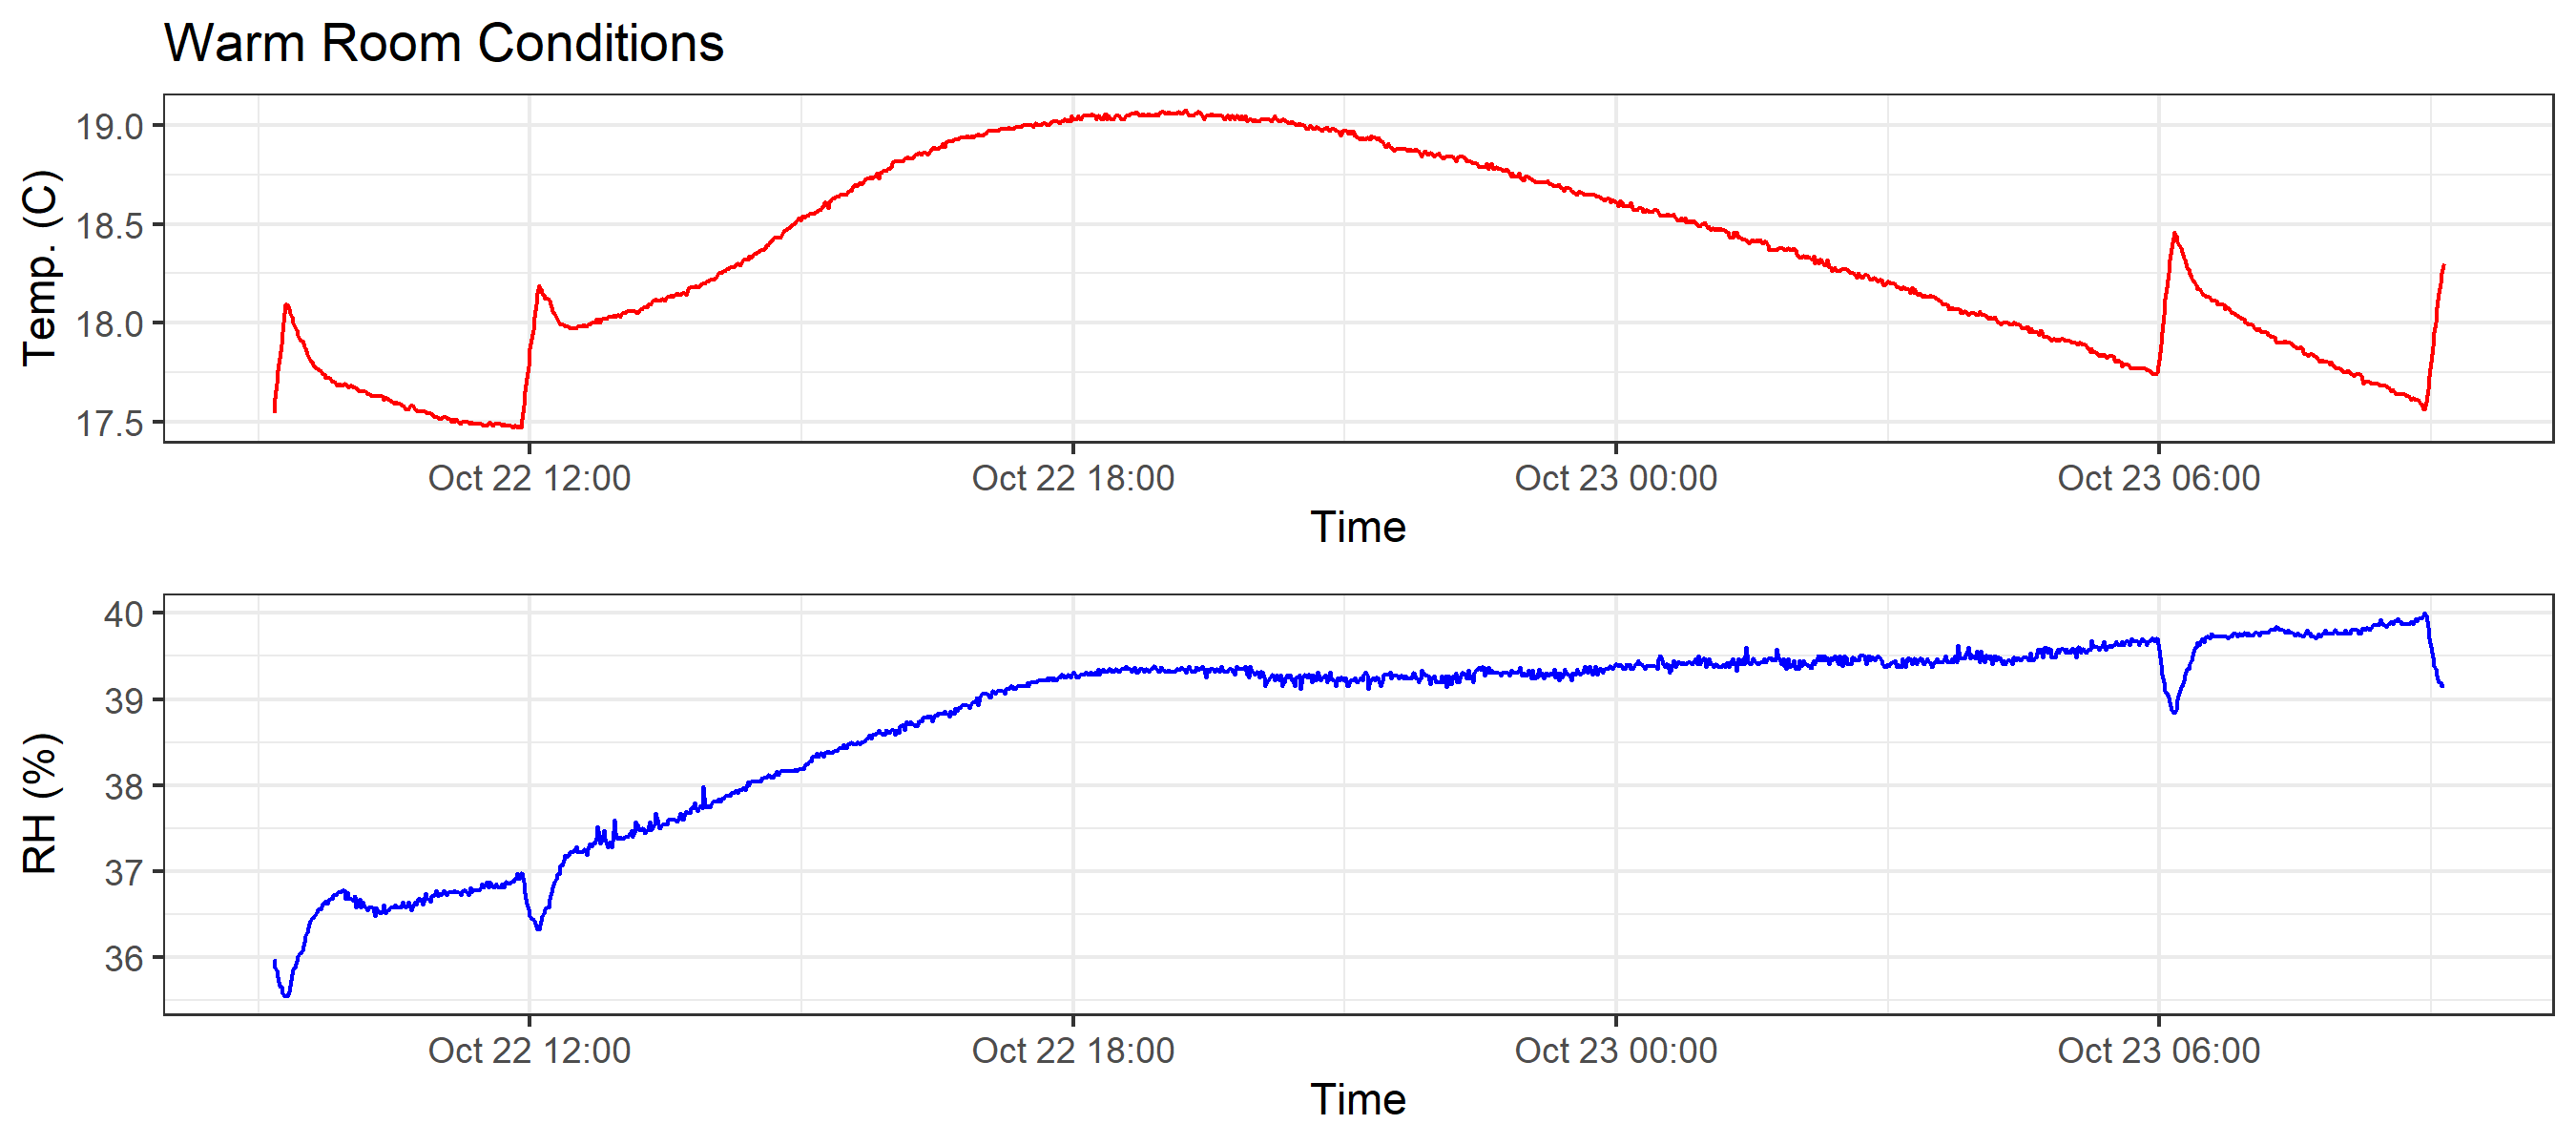 Warm Room Conditions
Temp. (C)
19.0
18.5
18.0
17.5
Oct 22 12:00 Oct 22 18:00 Oct 23 00:00 Oct 23 06:00
Time
RH (%)
40
39
38
37
36
Oct 22 12:00 Oct 22 18:00 Oct 23 00:00 Oct 23 06:00
Time